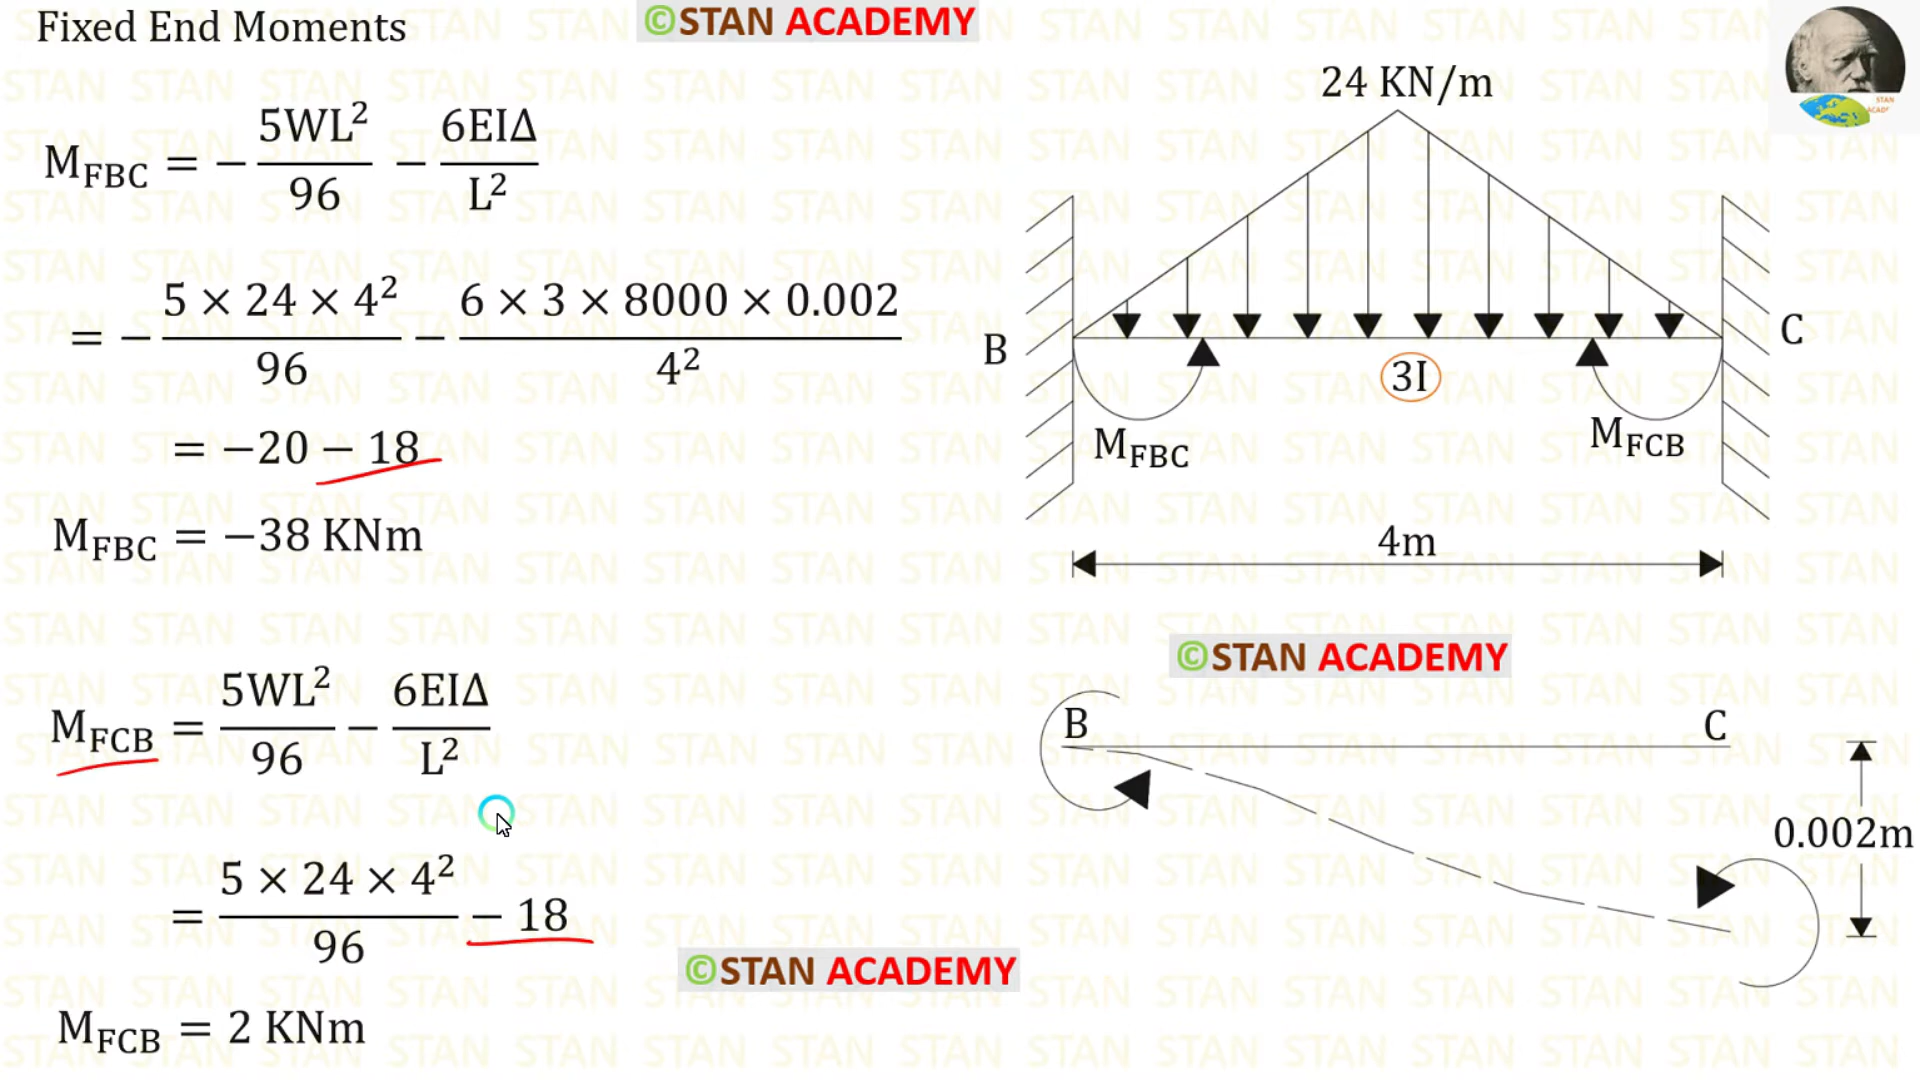 Fixed End Moments
©STAN ACADEMY
M_FBC = − 5WL²/96 − 6EIΔ/L²
= − 5 × 24 × 4²/96 − 6 × 3 × 8000 × 0.002/4²
= −20 − 18
M_FBC = −38 KNm
M_FCB = 5WL²/96 − 6EIΔ/L²
= 5 × 24 × 4²/96 − 18
M_FCB = 2 KNm
24 KN/m
B
C
3I
M_FBC
M_FCB
4m
©STAN ACADEMY
B
C
0.002m
©STAN ACADEMY
STAN